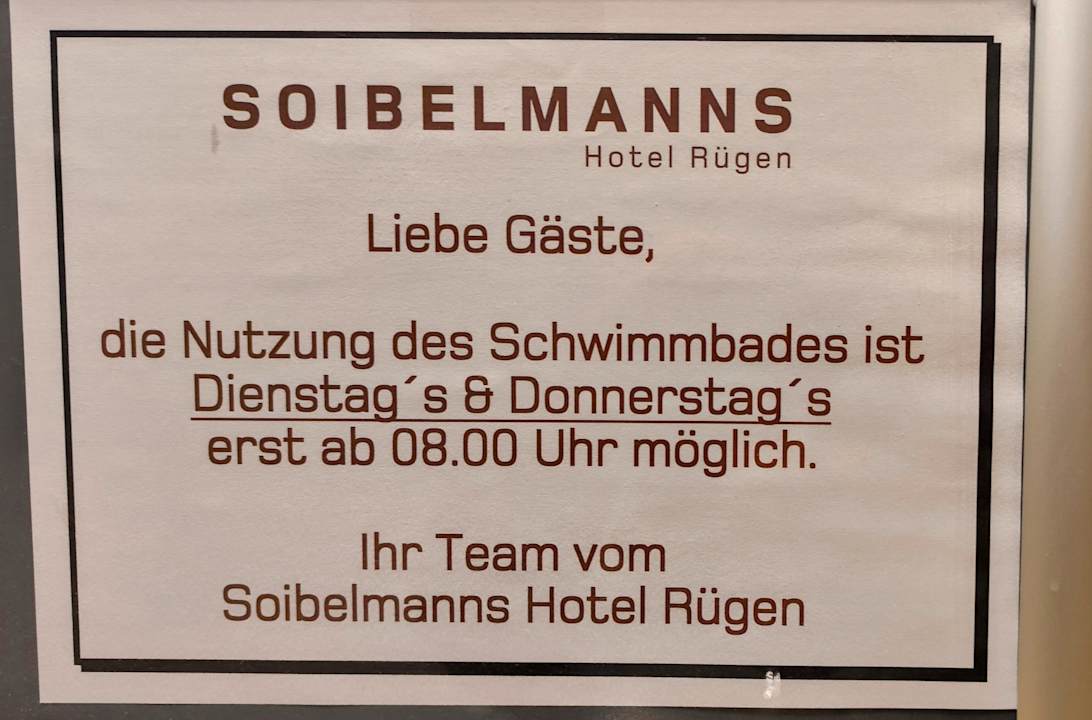 SOIBELMANNS
Hotel Rügen
Liebe Gäste,
die Nutzung des Schwimmbades ist
Dienstag´s & Donnerstag´s
erst ab 08.00 Uhr möglich.
Ihr Team vom
Soibelmanns Hotel Rügen